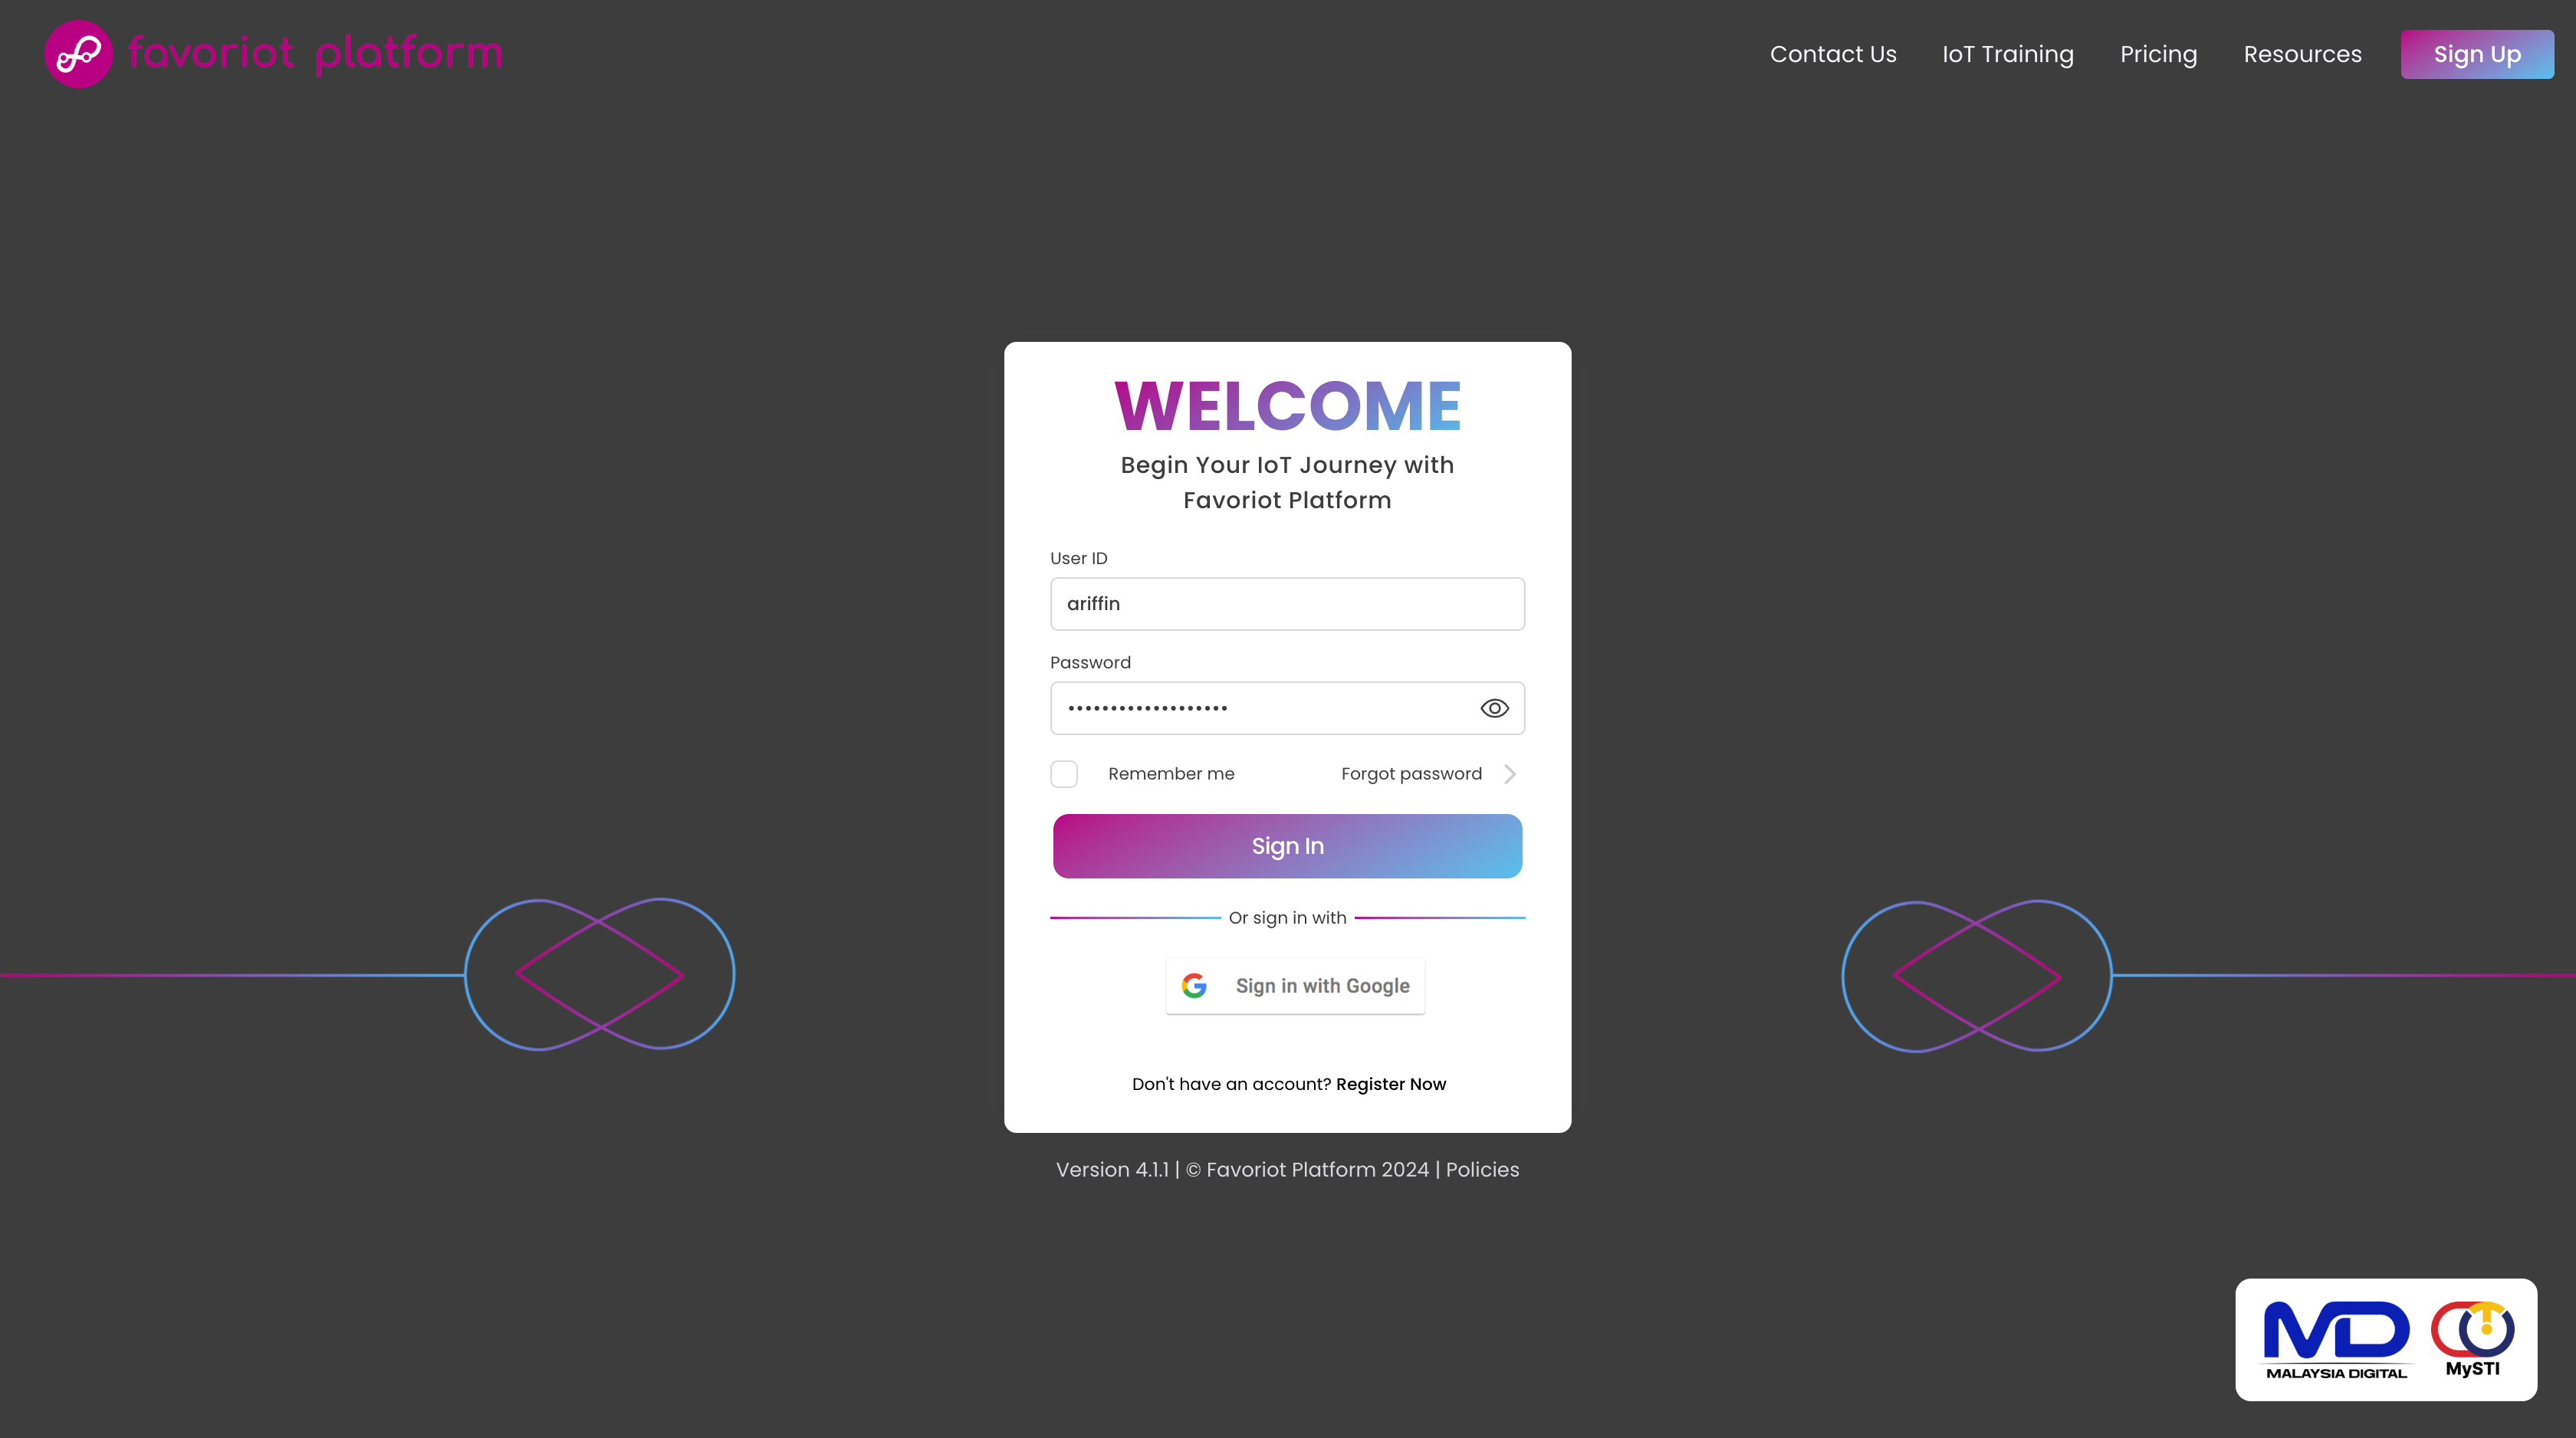 favoriot platform
Contact Us
IoT Training
Pricing
Resources
Sign Up
WELCOME
Begin Your IoT Journey with
Favoriot Platform
User ID
ariffin
Password
•••••••••••••••••••
Remember me
Forgot password
Sign In
Or sign in with
Sign in with Google
Don't have an account? Register Now
Version 4.1.1 | © Favoriot Platform 2024 | Policies
MD
MALAYSIA DIGITAL
MySTI